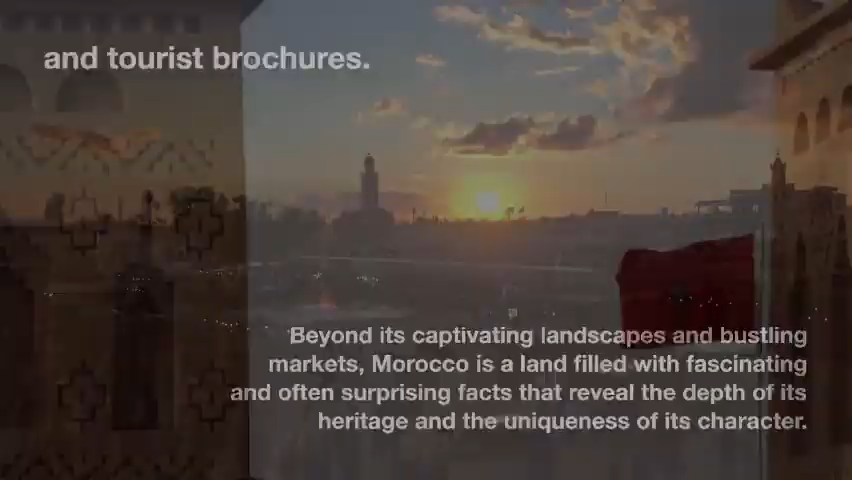 and tourist brochures.
Beyond its captivating landscapes and bustling
markets, Morocco is a land filled with fascinating
and often surprising facts that reveal the depth of its
heritage and the uniqueness of its character.